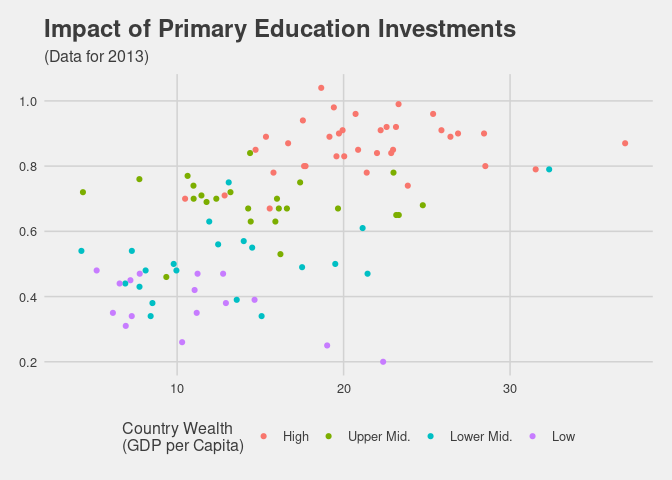 Impact of Primary Education Investments
(Data for 2013)
1.0
0.8
0.6
0.4
0.2
10 20 30
Country Wealth
(GDP per Capita)
High Upper Mid. Lower Mid. Low